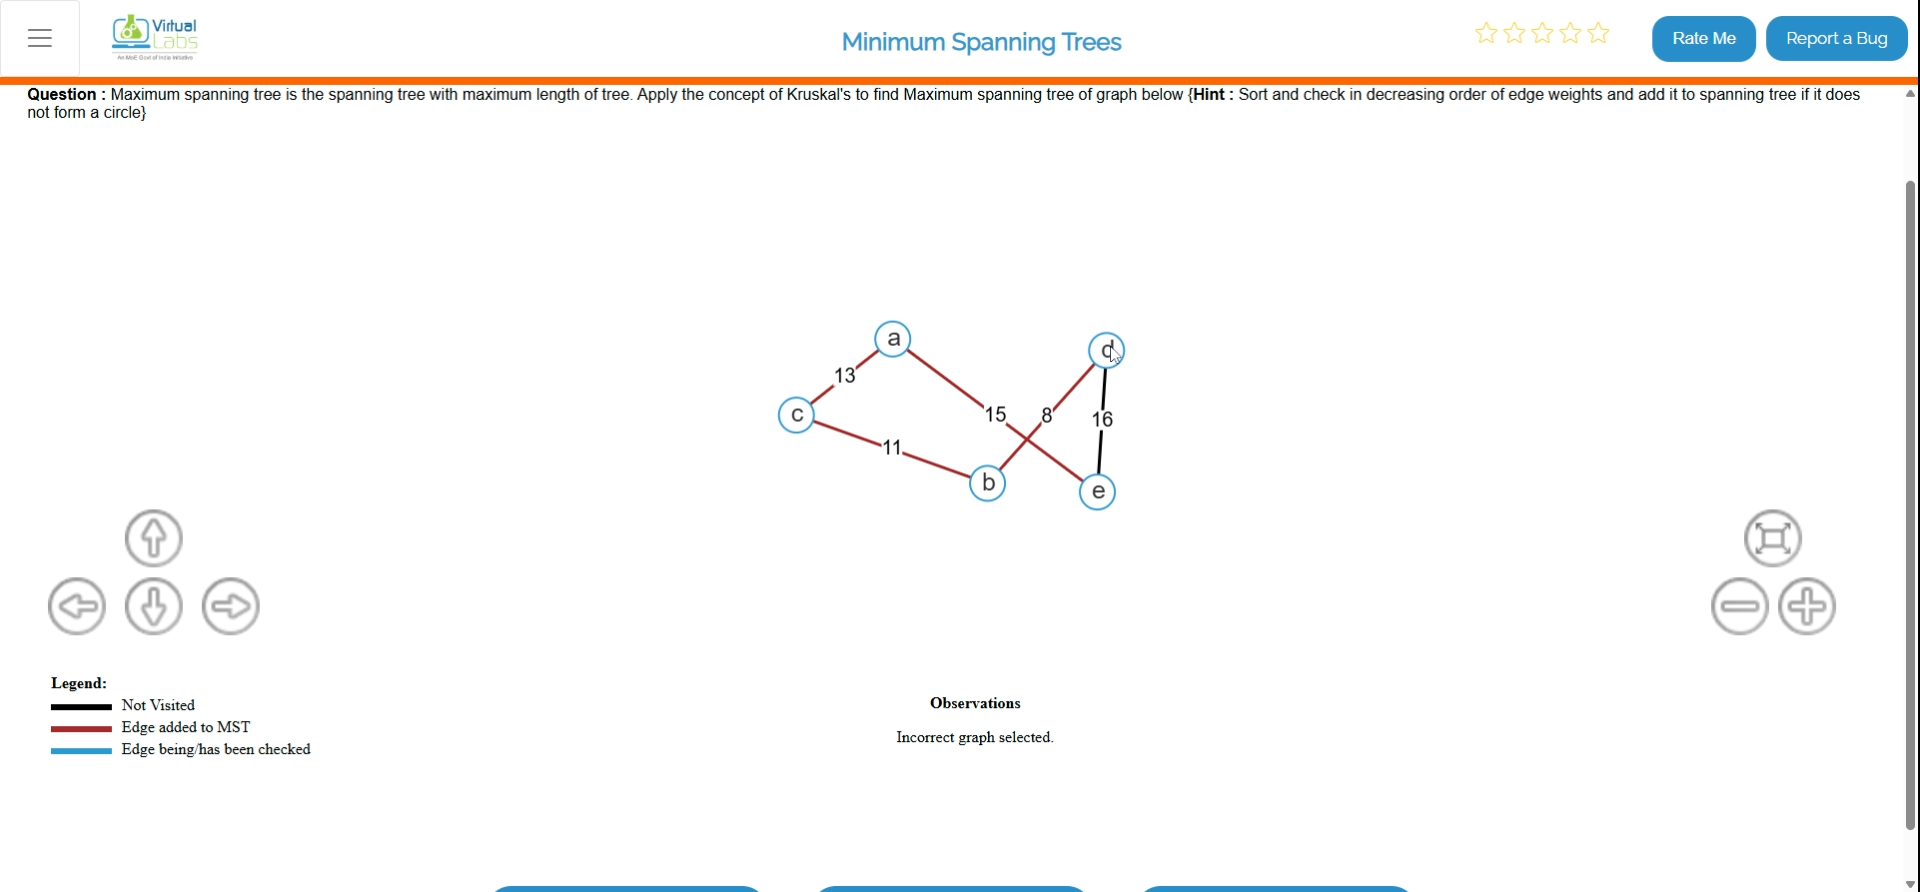 Virtual
Labs
An MoE Govt of India Initiative
Minimum Spanning Trees
Rate Me
Report a Bug
Question : Maximum spanning tree is the spanning tree with maximum length of tree. Apply the concept of Kruskal's to find Maximum spanning tree of graph below {Hint : Sort and check in decreasing order of edge weights and add it to spanning tree if it does
not form a circle}
a
d
13
c
15
8
16
11
b
e
Legend:
Not Visited
Edge added to MST
Edge being/has been checked
Observations
Incorrect graph selected.